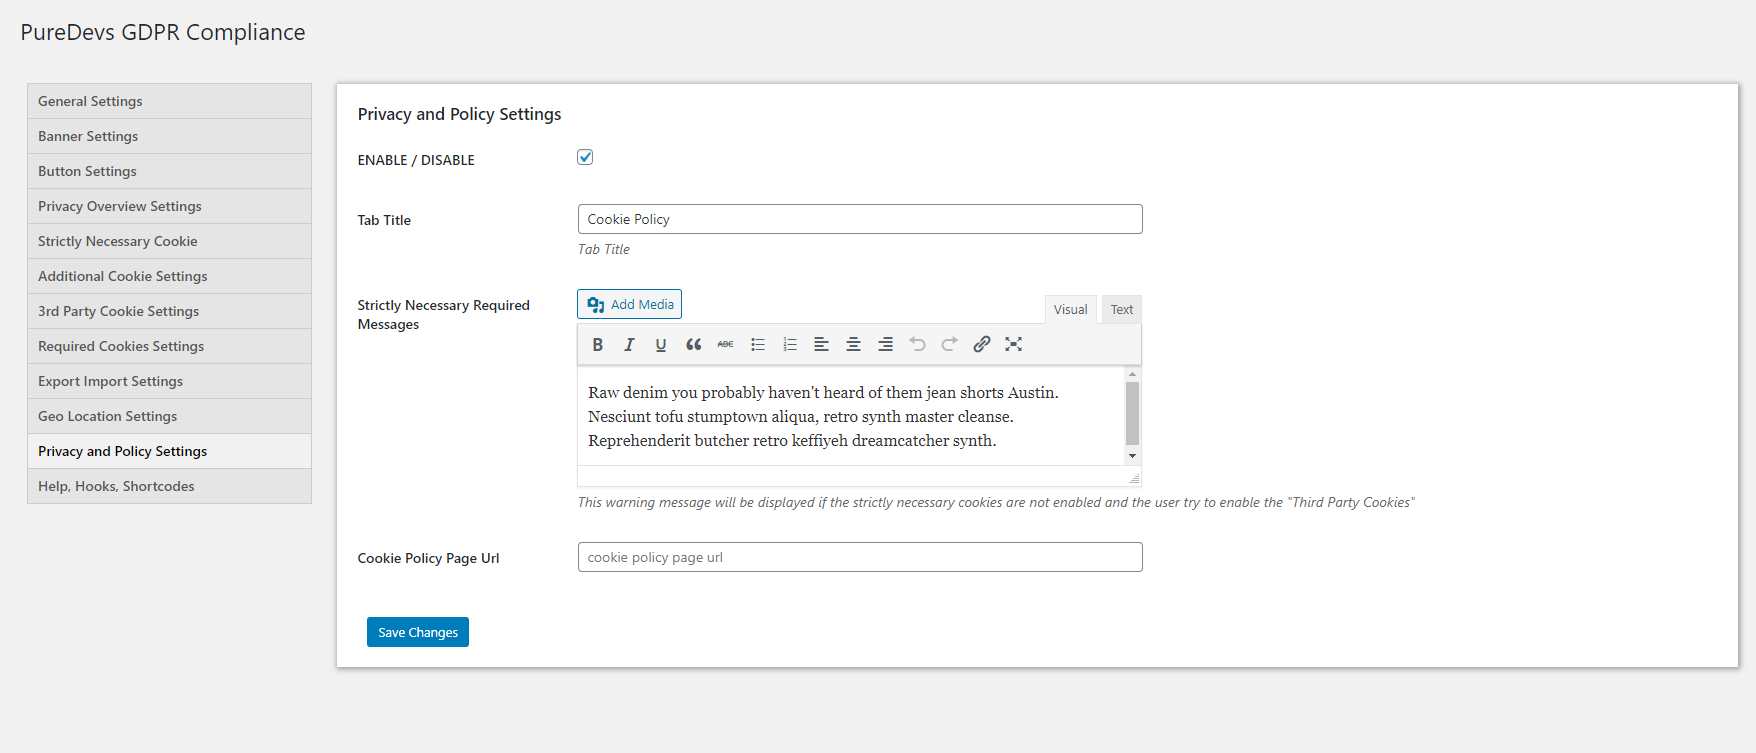 PureDevs GDPR Compliance
General Settings
Banner Settings
Button Settings
Privacy Overview Settings
Strictly Necessary Cookie
Additional Cookie Settings
3rd Party Cookie Settings
Required Cookies Settings
Export Import Settings
Geo Location Settings
Privacy and Policy Settings
Help, Hooks, Shortcodes
Privacy and Policy Settings
ENABLE / DISABLE
Tab Title
Cookie Policy
Tab Title
Strictly Necessary Required
Messages
Add Media
Visual
Text
B I U ABC
Raw denim you probably haven't heard of them jean shorts Austin.
Nesciunt tofu stumptown aliqua, retro synth master cleanse.
Reprehenderit butcher retro keffiyeh dreamcatcher synth.
This warning message will be displayed if the strictly necessary cookies are not enabled and the user try to enable the "Third Party Cookies"
Cookie Policy Page Url
cookie policy page url
Save Changes